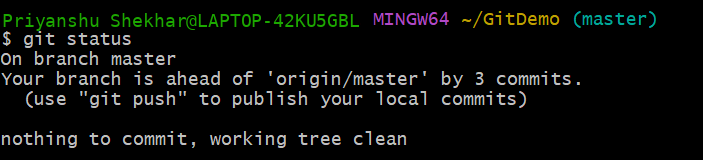 Priyanshu Shekhar@LAPTOP-42KU5GBL MINGW64 ~/GitDemo (master)
$ git status
On branch master
Your branch is ahead of 'origin/master' by 3 commits.
  (use "git push" to publish your local commits)

nothing to commit, working tree clean